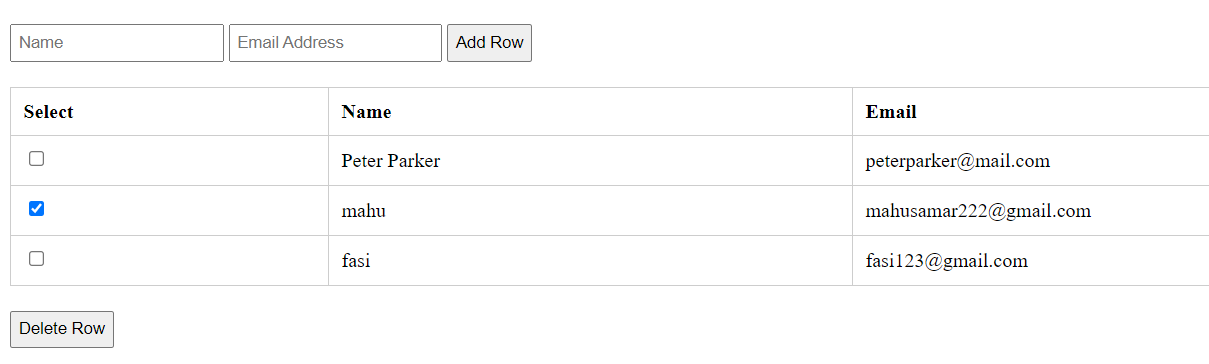 Name Email Address Add Row
Select Name Email
Peter Parker peterparker@mail.com
mahu mahusamar222@gmail.com
fasi fasi123@gmail.com
Delete Row